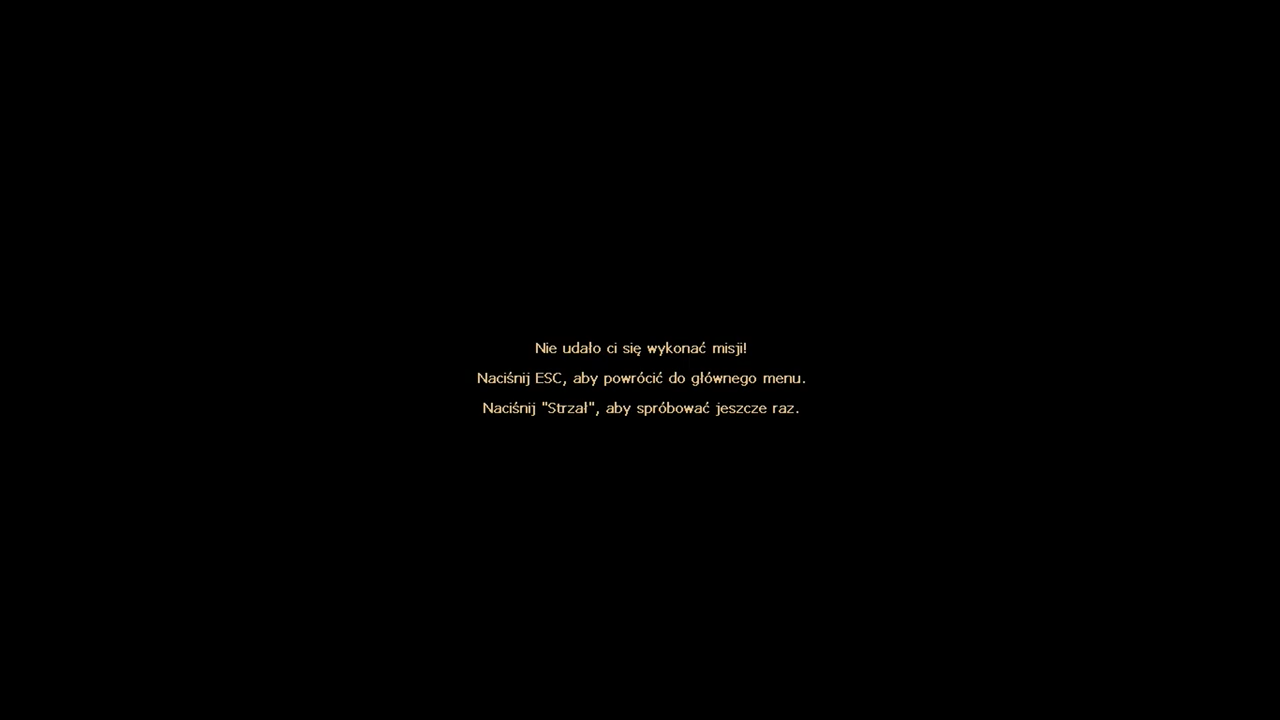 Nie udało ci się wykonać misji!
Naciśnij ESC, aby powrócić do głównego menu.
Naciśnij "Strzał", aby spróbować jeszcze raz.